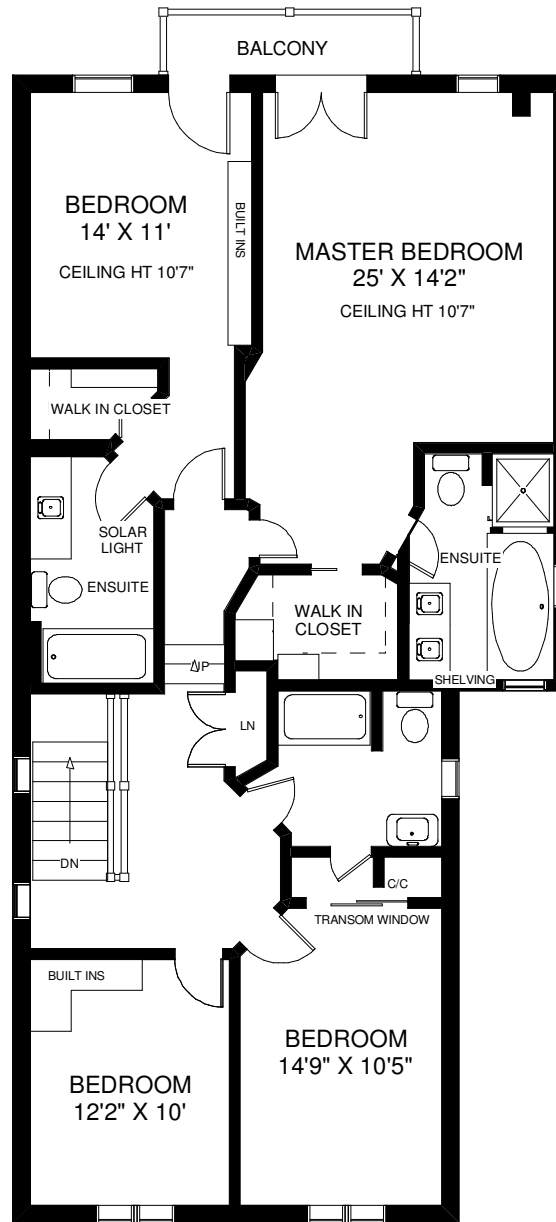 BALCONY
BEDROOM
14' X 11'
CEILING HT 10'7"
BUILT INS
MASTER BEDROOM
25' X 14'2"
CEILING HT 10'7"
WALK IN CLOSET
SOLAR
LIGHT
ENSUITE
ENSUITE
WALK IN
CLOSET
SHELVING
UP
LN
DN
C/C
TRANSOM WINDOW
BUILT INS
BEDROOM
14'9" X 10'5"
BEDROOM
12'2" X 10'